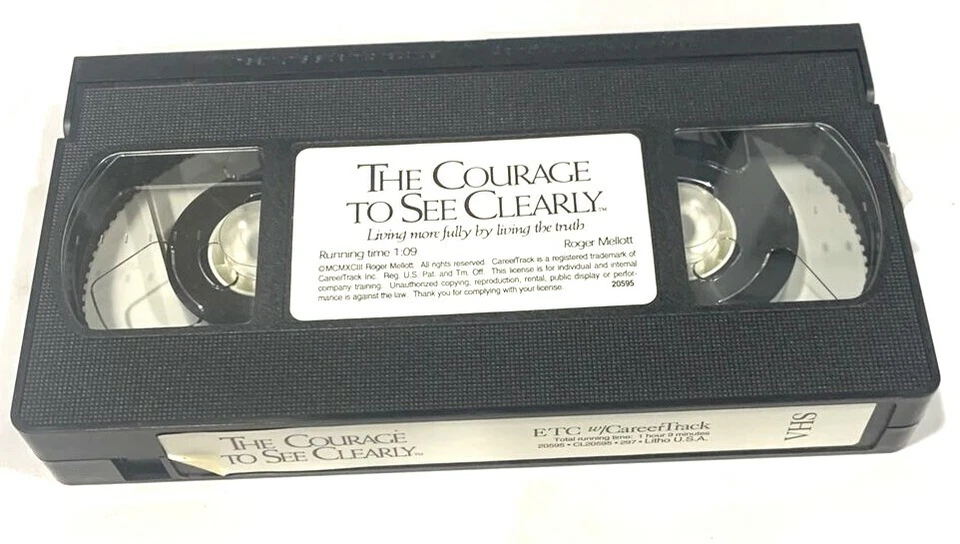 THE COURAGE
TO SEE CLEARLY™
Living more fully by living the truth
Running time 1:09 Roger Mellott
©MCMXCIII Roger Mellott. All rights reserved. CareerTrack is a registered trademark of
CareerTrack Inc. Reg. U.S. Pat. and Tm. Off. This license is for individual and internal
company training. Unauthorized copying, reproduction, rental, public display or perfor-
mance is against the law. Thank you for complying with your license. 20595
THE COURAGE
TO SEE CLEARLY™
ETC w/CareerTrack
Total running time: 1 hour 9 minutes
20595 • CL20595 • 297 • Litho U.S.A.
VHS